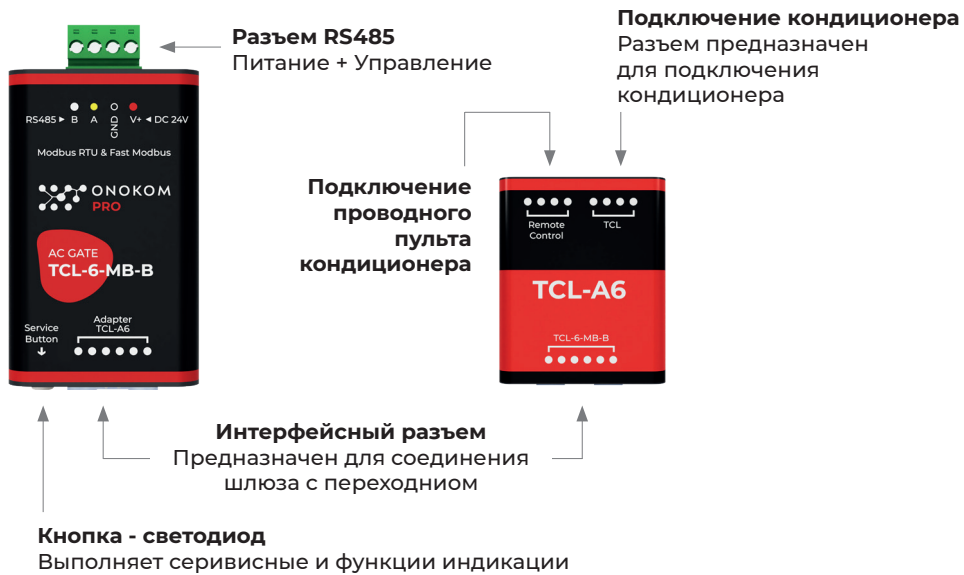 Разъем RS485
Питание + Управление
Подключение кондиционера
Разъем предназначен
для подключения
кондиционера
RS485 ▸ B A GND V+ ◂ DC 24V
Modbus RTU & Fast Modbus
ONOKOM
PRO
AC GATE
TCL-6-MB-B
Adapter
TCL-A6
Service
Button
Подключение
проводного
пульта
кондиционера
Remote
Control
TCL
TCL-A6
TCL-6-MB-B
Интерфейсный разъем
Предназначен для соединения
шлюза с переходниом
Кнопка - светодиод
Выполняет серивисные и функции индикации